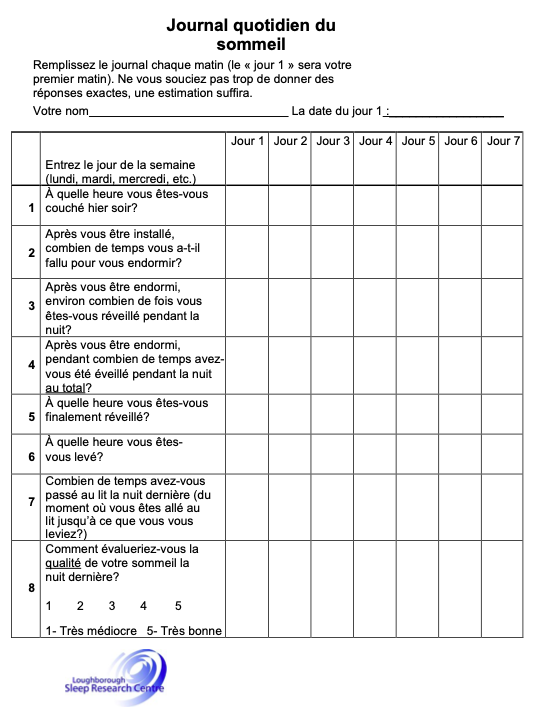 Journal quotidien du
sommeil
Remplissez le journal chaque matin (le « jour 1 » sera votre
premier matin). Ne vous souciez pas trop de donner des
réponses exactes, une estimation suffira.
Votre nom______________________________ La date du jour 1 :_________________
Jour 1 Jour 2 Jour 3 Jour 4 Jour 5 Jour 6 Jour 7
Entrez le jour de la semaine
(lundi, mardi, mercredi, etc.)
1 À quelle heure vous êtes-vous
couché hier soir?
2 Après vous être installé,
combien de temps vous a-t-il
fallu pour vous endormir?
3 Après vous être endormi,
environ combien de fois vous
êtes-vous réveillé pendant la
nuit?
4 Après vous être endormi,
pendant combien de temps avez-
vous été éveillé pendant la nuit
au total?
5 À quelle heure vous êtes-vous
finalement réveillé?
6 À quelle heure vous êtes-
vous levé?
7 Combien de temps avez-vous
passé au lit la nuit dernière (du
moment où vous êtes allé au
lit jusqu'à ce que vous vous
leviez?)
8 Comment évalueriez-vous la
qualité de votre sommeil la
nuit dernière?
1 2 3 4 5
1- Très médiocre 5- Très bonne
Loughborough
Sleep Research Centre